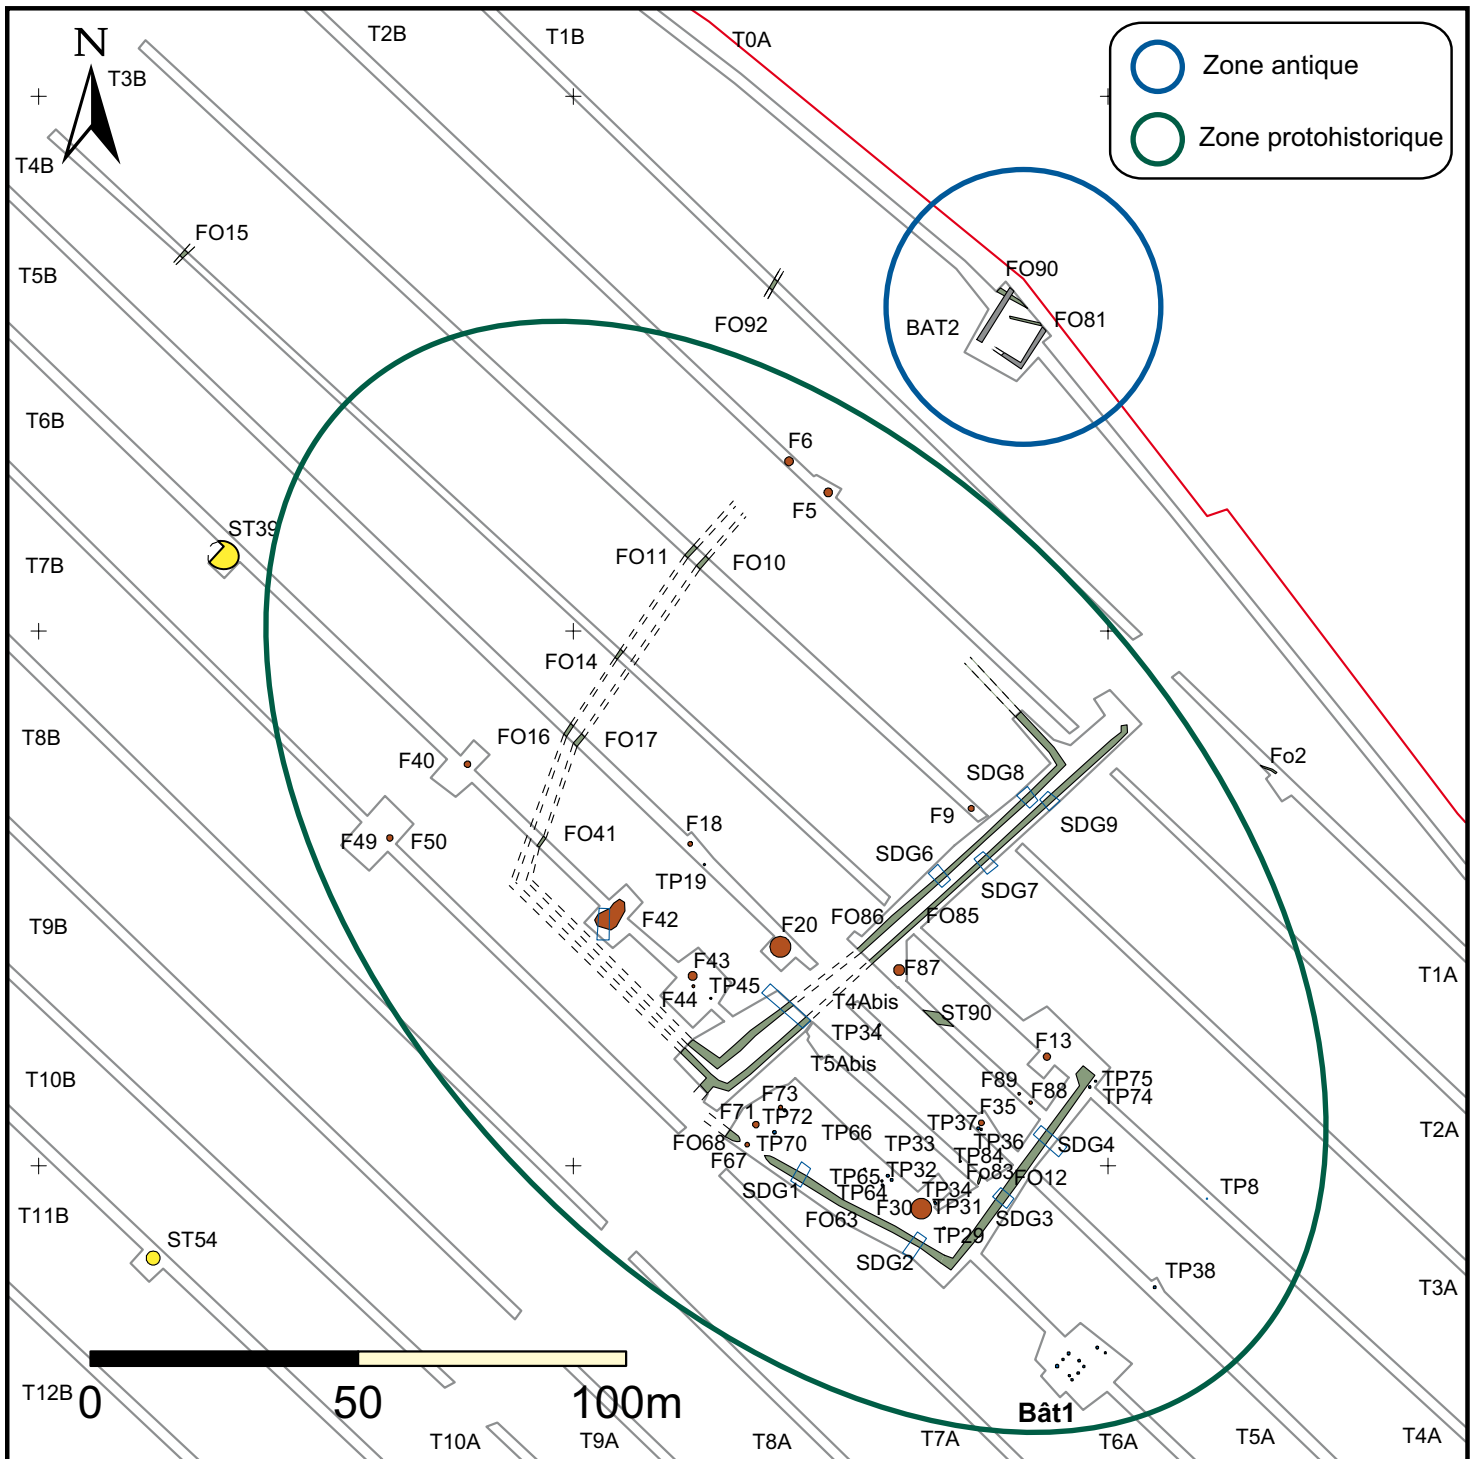 N
T3B
T2B
T1B
T0A
Zone antique
Zone protohistorique
T4B
FO15
T5B
FO92
FO90
FO81
BAT2
T6B
F6
F5
ST39
T7B
FO11
FO10
FO14
FO16
FO17
T8B
F40
SDG8
Fo2
F9
SDG9
F49
F50
F18
FO41
TP19
SDG6
SDG7
T9B
F42
F20
FO86
FO85
F87
T1A
F43
F44
TP45
T4Abis
ST90
TP34
T5Abis
F13
T10B
F89
F88
TP75
TP74
F73
F71
TP72
TP66
F35
TP37
TP36
SDG4
T2A
FO68
TP70
F67
TP33
TP84
Fo83
FO12
SDG1
TP65
TP32
TP64
TP34
F30
TP31
SDG3
TP8
FO63
TP29
SDG2
T11B
ST54
TP38
T3A
0
50
100m
T12B
Bât1
T10A
T9A
T8A
T7A
T6A
T5A
T4A